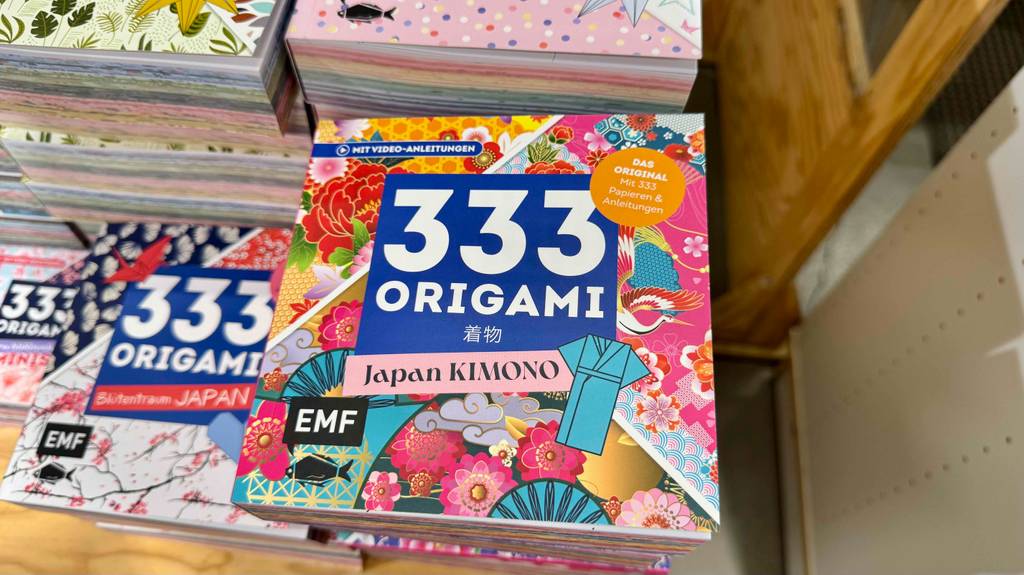 MIT VIDEO-ANLEITUNGEN
DAS
ORIGINAL
Mit 333
Papieren &
Anleitungen
333
ORIGAMI
着物
Japan KIMONO
EMF
333
ORIGAMI
Blütentraum JAPAN
EMF
333
ORIGAM
MINIS